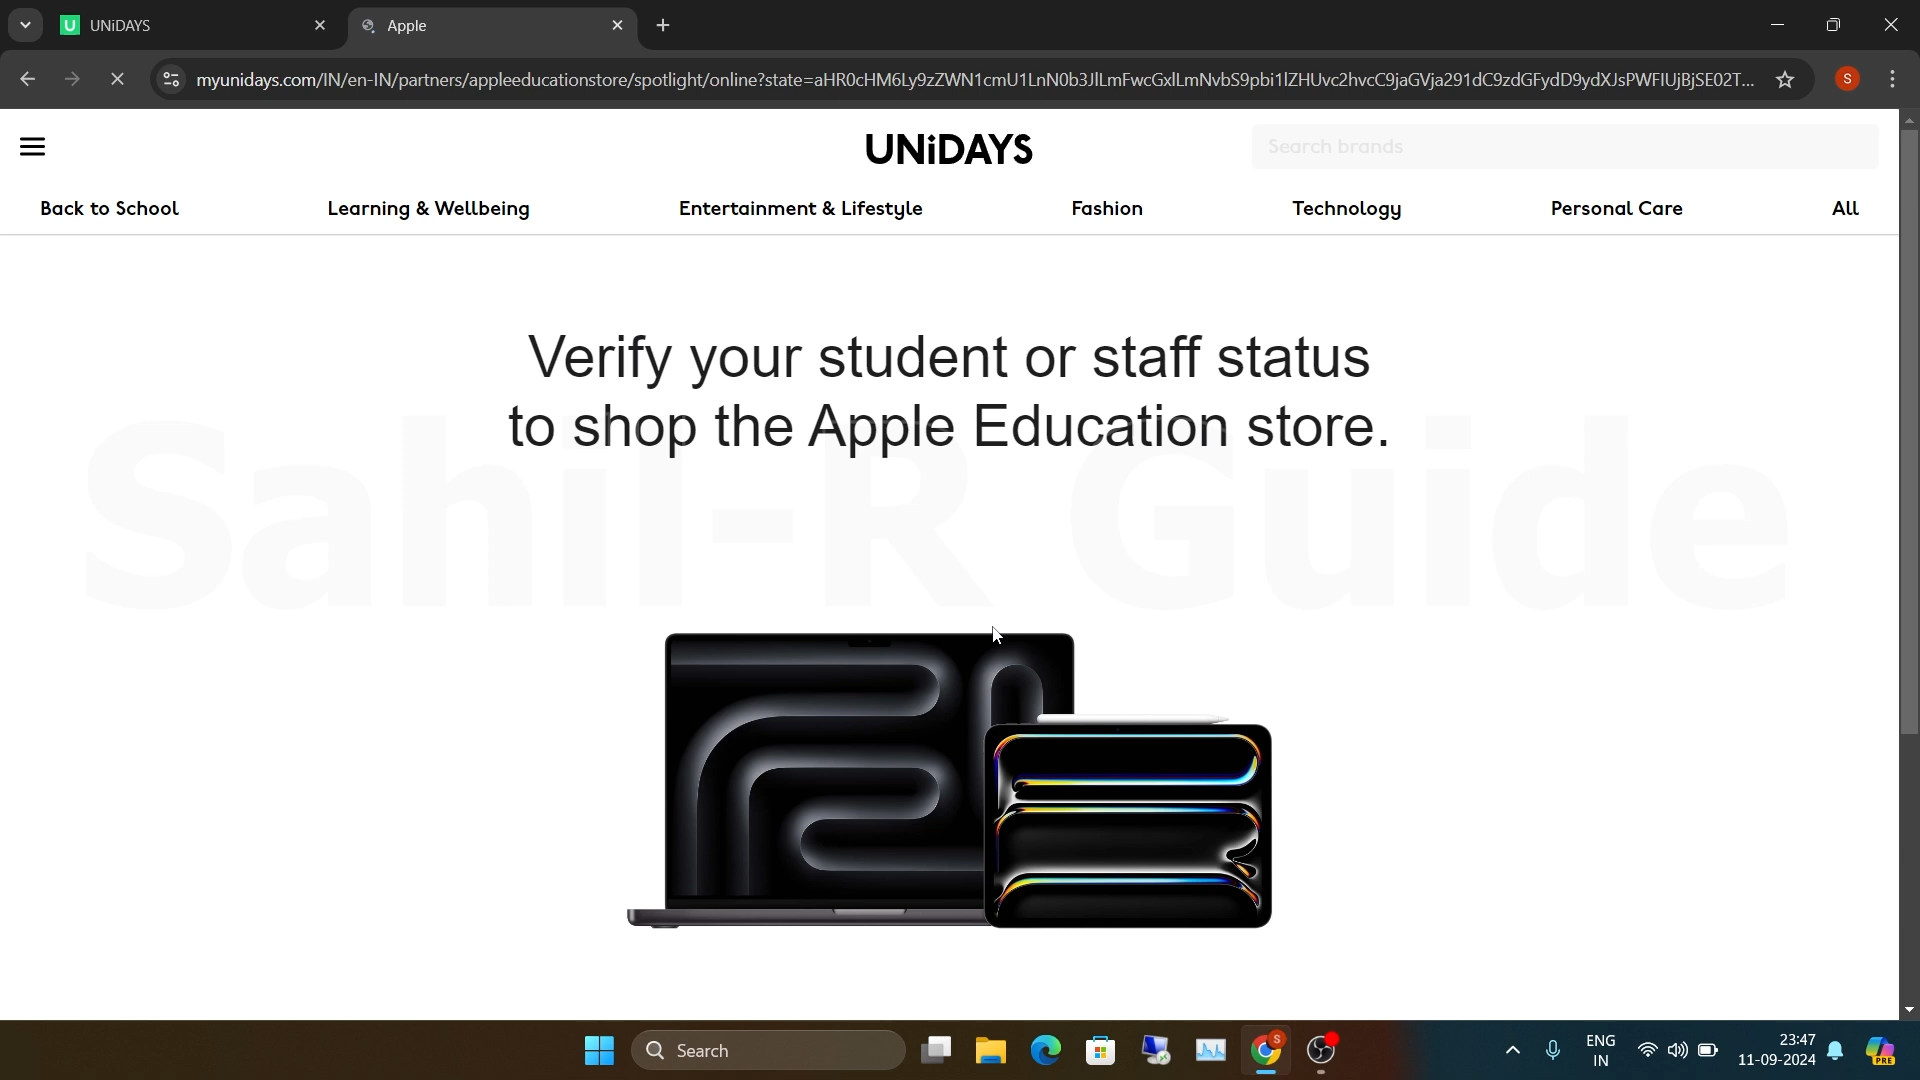 UNiDAYS
Apple
myunidays.com/IN/en-IN/partners/appleeducationstore/spotlight/online?state=aHR0cHM6Ly9zZWN1cmU1LnN0b3JlLmFwcGxlLmNvbS9pbi1lZHUvc2hvcC9jaGVja291dC9zdGFydD9ydXJsPWFIUjBjSE02T...
S
UNiDAYS
Search brands
Back to School Learning & Wellbeing Entertainment & Lifestyle Fashion Technology Personal Care All
Verify your student or staff status
to shop the Apple Education store.
Sahil-R Guide
Search
S
ENG
IN
23:47
11-09-2024
PRE